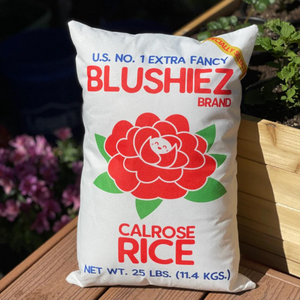 U.S. NO. 1 EXTRA FANCY
BLUSHIEZ
BRAND
CALROSE
RICE
NET WT. 25 LBS. (11.4 KGS.)